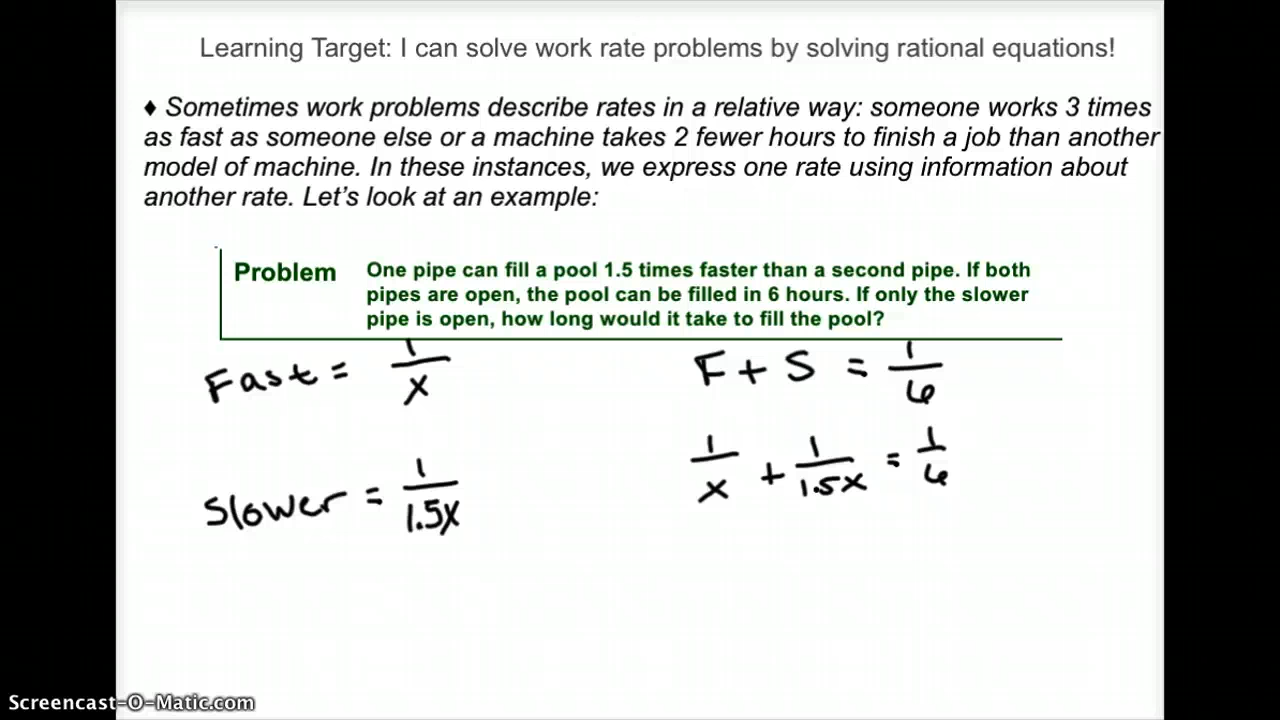 Learning Target: I can solve work rate problems by solving rational equations!
♦ Sometimes work problems describe rates in a relative way: someone works 3 times
as fast as someone else or a machine takes 2 fewer hours to finish a job than another
model of machine. In these instances, we express one rate using information about
another rate. Let's look at an example:
Problem One pipe can fill a pool 1.5 times faster than a second pipe. If both
pipes are open, the pool can be filled in 6 hours. If only the slower
pipe is open, how long would it take to fill the pool?
Fast = 1/x
F + S = 1/6
1/x + 1/1.5x = 1/6
Slower = 1/1.5x
Screencast-O-Matic.com